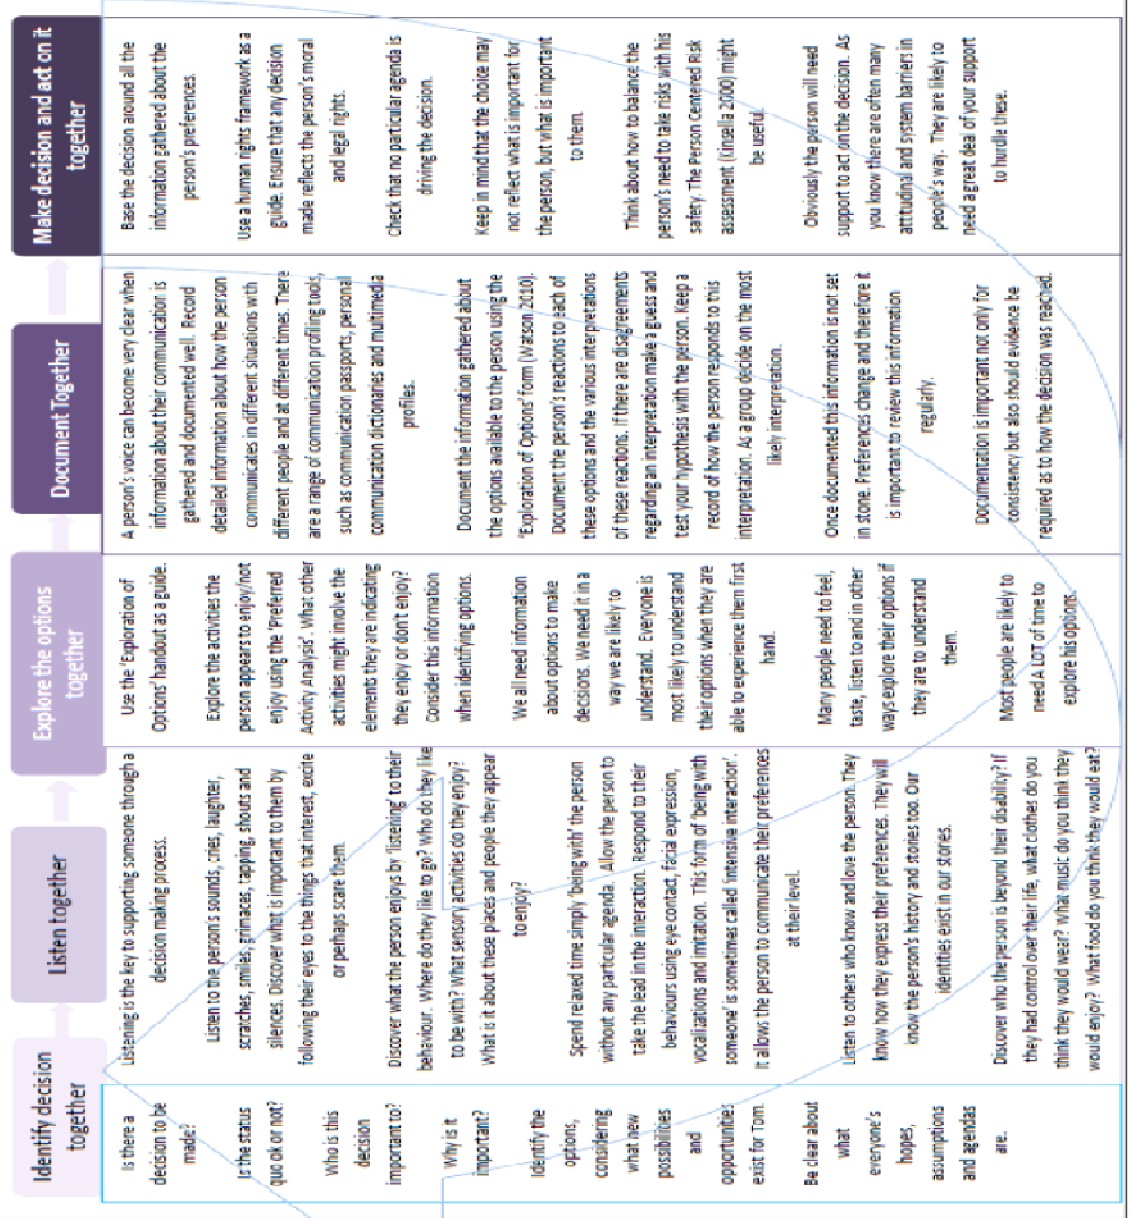 Identify decision
together
Is there a
decision to be
made?
Is the status
quo ok or not?
Who is this
decision
important to?
Why is it
important?
Identify the
options,
considering
what new
possibilities
and
opportunities
exist for Tom.
Be clear about
what
everyone's
hopes,
assumptions
and agendas
are.
Listen together
Listening is the key to supporting someone through a
decision making process.
Listen to the person's sounds, cries, laughter,
scratches, smiles, grimaces, tapping, shouts and
silences. Discover what is important to them by
following their eyes to the things that interest, excite
or perhaps scare them.
Discover what the person enjoys by 'listening' to their
behaviour. Where do they like to go? Who do they like
to be with? What sensory activities do they enjoy?
What is it about these places and people they appear
to enjoy?
Spend relaxed time simply 'being with' the person
without any particular agenda. Allow the person to
take the lead in the interaction. Respond to their
behaviours using eye contact, facial expression,
vocalizations and imitation. This form of 'being with
someone' is sometimes called 'intensive interaction'.
It allows the person to communicate their preferences
at their level.
Listen to others who know and love the person. They
know how they express their preferences. They will
know the person's history and stories too. Our
identities exist in our stories.
Discover who the person is beyond their disability? If
they had control over their life, what clothes do you
think they would wear? What music do you think they
would enjoy? What food do you think they would eat?
Explore the options
together
Use the 'Exploration of
Options' handout as a guide.
Explore the activities the
person appears to enjoy/not
enjoy using the 'Preferred
Activity Analysis'. What other
activities might involve the
elements they are indicating
they enjoy or don't enjoy?
Consider this information
when identifying options.
We all need information
about options to make
decisions. We need it in a
way we are likely to
understand. Everyone is
most likely to understand
their options when they are
able to experience them first
hand.
Many people need to feel,
taste, listen to and in other
ways explore their options if
they are to understand
them.
Most people are likely to
need A LOT of time to
explore his options.
Document Together
A person's voice can become very clear when
information about their communication is
gathered and documented well. Record
detailed information about how the person
communicates in different situations with
different people and at different times. There
are a range of communication profiling tools,
such as communication passports, personal
communication dictionaries and multimedia
profiles.
Document the information gathered about
the options available to the person using the
'Exploration of Options' form (Watson 2010).
Document the person's reactions to each of
these options and the various interpretations
of these reactions. If there are disagreements
regarding an interpretation make a guess and
test your hypothesis with the person. Keep a
record of how the person responds to this
interpretation. As a group decide on the most
likely interpretation.
Once documented this information is not set
in stone. Preferences change and therefore it
is important to review this information
regularly.
Documentation is important not only for
consistency but also should evidence be
required as to how the decision was reached.
Make decision and act on it
together
Base the decision around all the
information gathered about the
person's preferences.
Use a human rights framework as a
guide. Ensure that any decision
made reflects the person's moral
and legal rights.
Check that no particular agenda is
driving the decision.
Keep in mind that the choice may
not reflect what is important for
the person, but what is important
to them.
Think about how to balance the
person's need to take risks with his
safety. The Person Centered Risk
assessment (Kinsella 2000) might
be useful.
Obviously the person will need
support to act on the decision. As
you know there are often many
attitudinal and system barriers in
people's way. They are likely to
need a great deal of your support
to hurdle these.